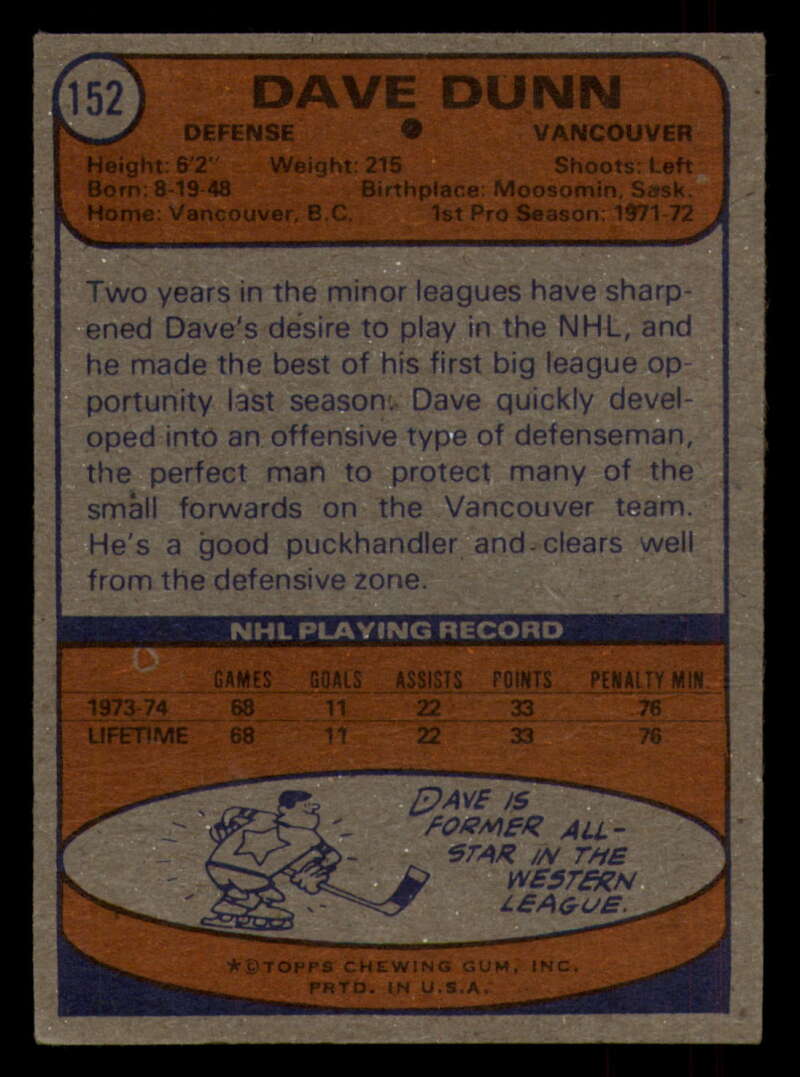 152
DAVE DUNN
DEFENSE VANCOUVER
Height: 6'2" Weight: 215 Shoots: Left
Born: 8-19-48 Birthplace: Moosomin, Sask.
Home: Vancouver, B.C. 1st Pro Season: 1971-72
Two years in the minor leagues have sharp-
ened Dave's desire to play in the NHL, and
he made the best of his first big league op-
portunity last season. Dave quickly devel-
oped into an offensive type of defenseman,
the perfect man to protect many of the
small forwards on the Vancouver team.
He's a good puckhandler and clears well
from the defensive zone.
NHL PLAYING RECORD
GAMES GOALS ASSISTS POINTS PENALTY MIN.
1973-74 68 11 22 33 76
LIFETIME 68 11 22 33 76
DAVE IS
FORMER ALL-
STAR IN THE
WESTERN
LEAGUE.
★©TOPPS CHEWING GUM, INC.
PRTD. IN U.S.A.